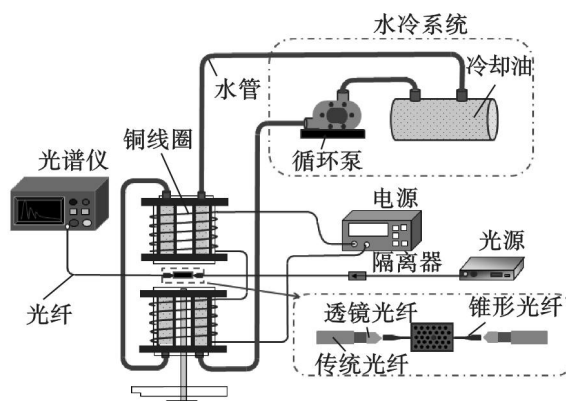 水冷系统
冷却油
水管
循环泵
铜线圈
光谱仪
电源
光源
隔离器
光纤
透镜光纤
锥形光纤
传统光纤